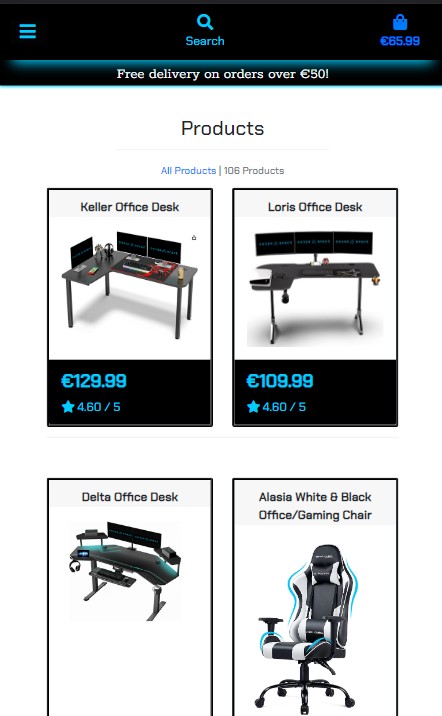 Search
€65.99
Free delivery on orders over €50!
Products
All Products | 106 Products
Keller Office Desk
Loris Office Desk
€129.99
€109.99
4.60 / 5
4.60 / 5
Delta Office Desk
Alasia White & Black
Office/Gaming Chair